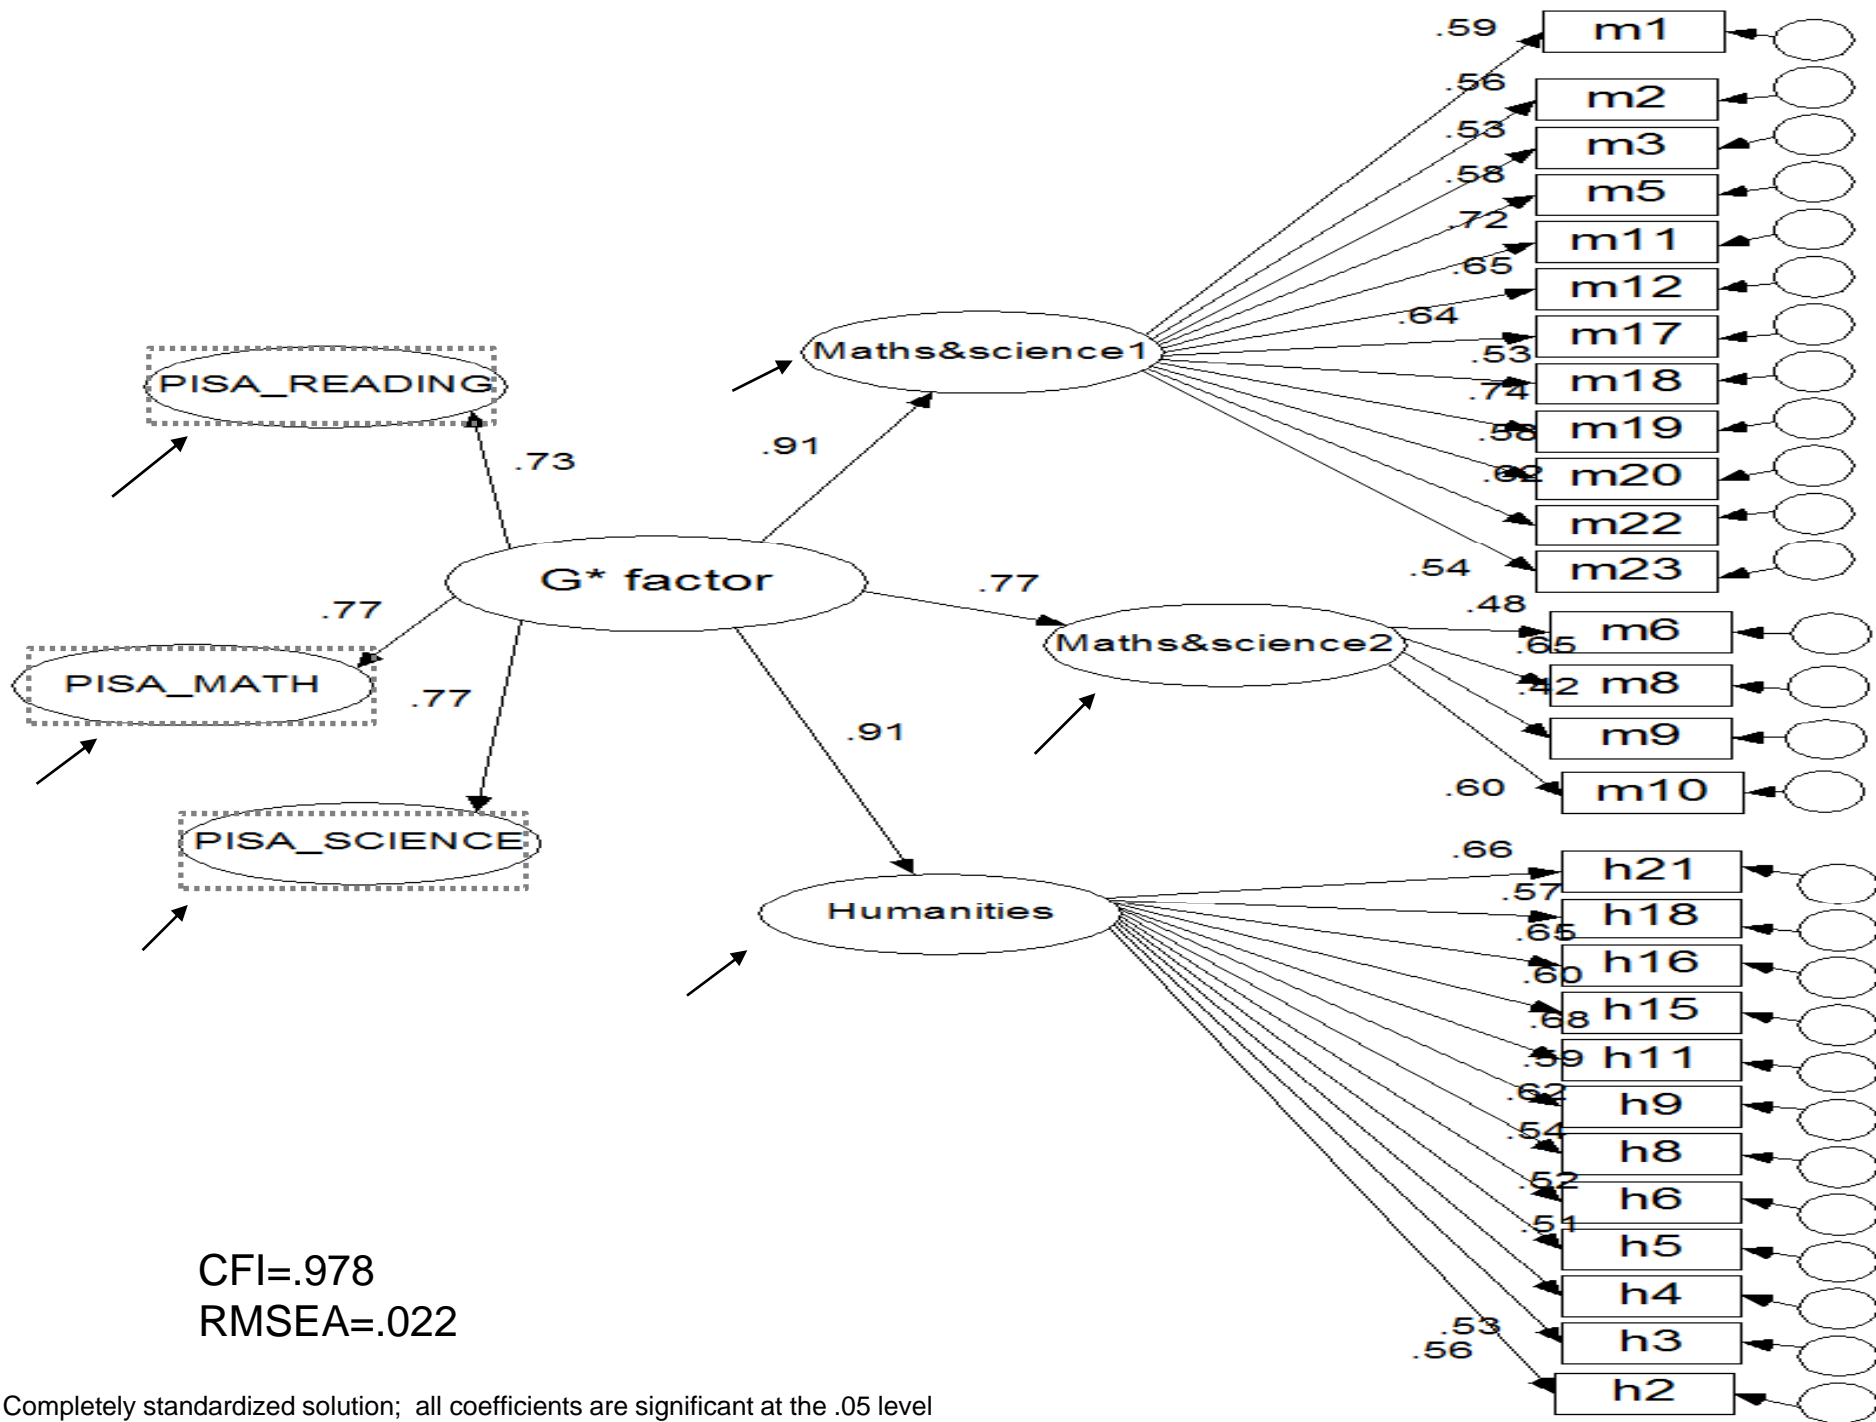 .59 m1
.56 m2
.53 m3
.58 m5
.72 m11
.65 m12
.64 m17
.53 m18
.74 m19
.58 m20
.62 m22
.54 m23
Maths&science1
PISA_READING
.73
.91
G* factor
.77
.77
PISA_MATH
.77
.91
PISA_SCIENCE
Maths&science2
.48 m6
.65 m8
.42 m9
.60 m10
Humanities
.66 h21
.57 h18
.65 h16
.60 h15
.68 h11
.59 h9
.62 h8
.54 h6
.52 h5
.51 h4
.53 h3
.56 h2
CFI=.978
RMSEA=.022
Completely standardized solution; all coefficients are significant at the .05 level